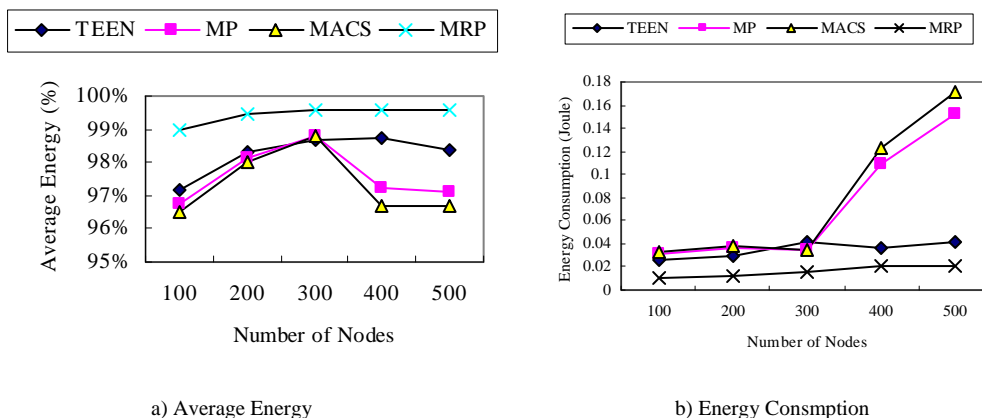 TEEN MP MACS MRP
Average Energy (%)
100%
99%
98%
97%
96%
95%
100 200 300 400 500
Number of Nodes
a) Average Energy
TEEN MP MACS MRP
Energy Consumption (Joule)
0.18
0.16
0.14
0.12
0.1
0.08
0.06
0.04
0.02
0
100 200 300 400 500
Number of Nodes
b) Energy Consmption